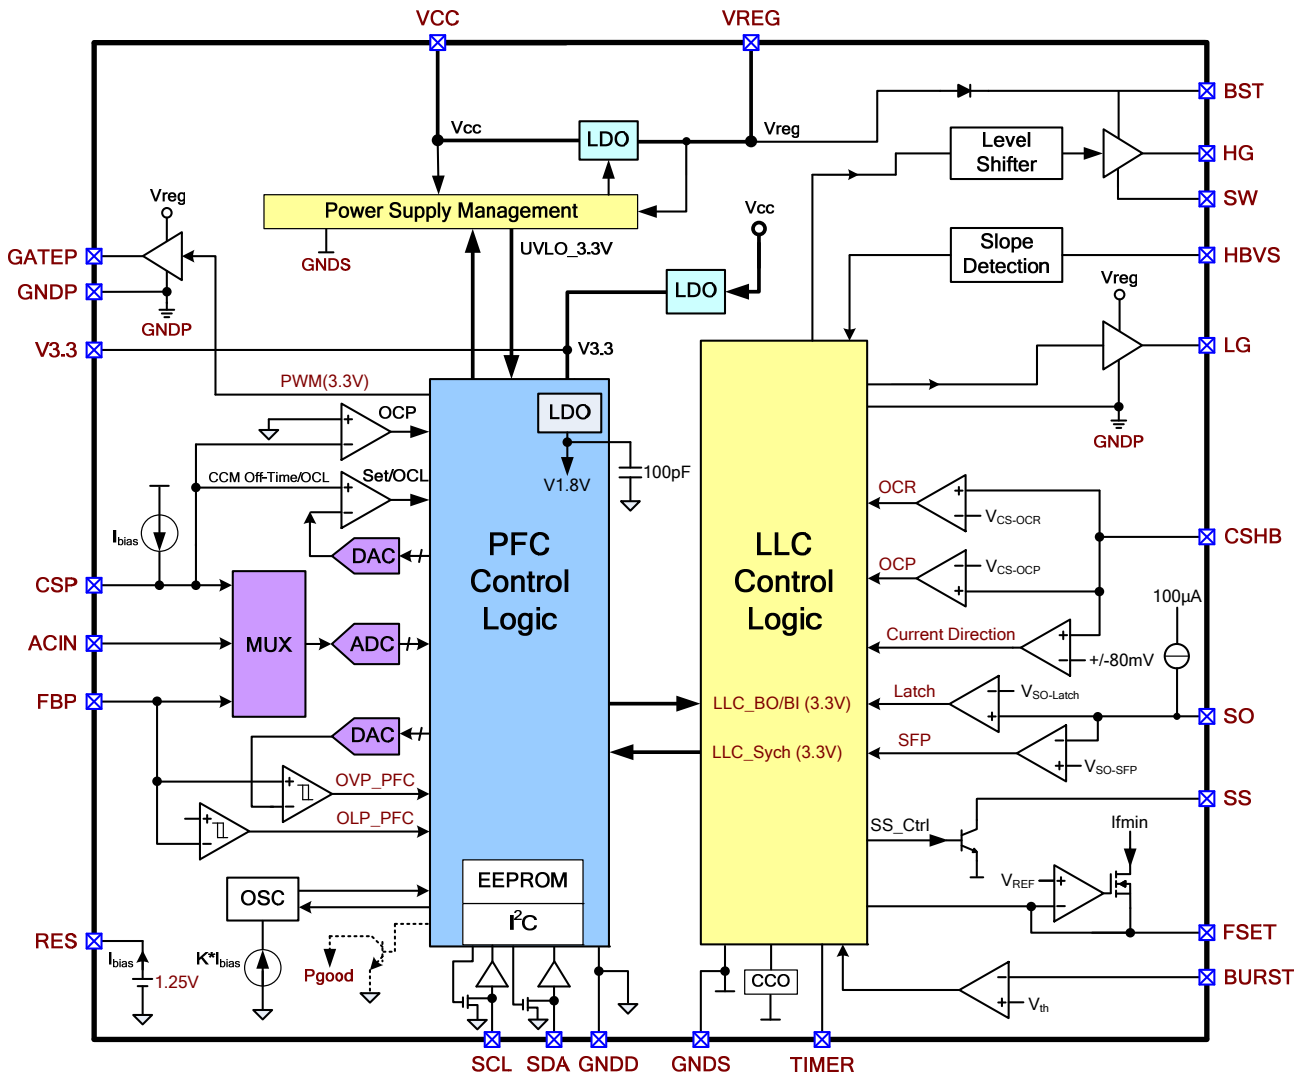 VCC
VREG
BST
Vcc
LDO
Vreg
Level
Shifter
HG
Vreg
Power Supply Management
Vcc
SW
GATEP
GNDS
UVLO_3.3V
Slope
Detection
HBVS
GNDP
GNDP
LDO
Vreg
V3.3
V3.3
LG
PWM(3.3V)
OCP
LDO
GNDP
CCM Off-Time/OCL
Set/OCL
V1.8V
100pF
OCR
+
−
VCS-OCR
Ibias
DAC
PFC
Control
Logic
LLC
Control
Logic
CSHB
OCP
−
VCS-OCP
+
CSP
100µA
MUX
ADC
ACIN
Current Direction
+
−
+/-80mV
FBP
LLC_BO/BI (3.3V)
Latch
−
VSO-Latch
+
SO
DAC
LLC_Sych (3.3V)
SFP
−
+
VSO-SFP
OVP_PFC
+
−
SS
OLP_PFC
+
−
SS_Ctrl
Ifmin
EEPROM
I2C
VREF
+
−
OSC
RES
Ibias
1.25V
K*Ibias
Pgood
CCO
FSET
BURST
−
+
Vth
SCL
SDA
GNDD
GNDS
TIMER